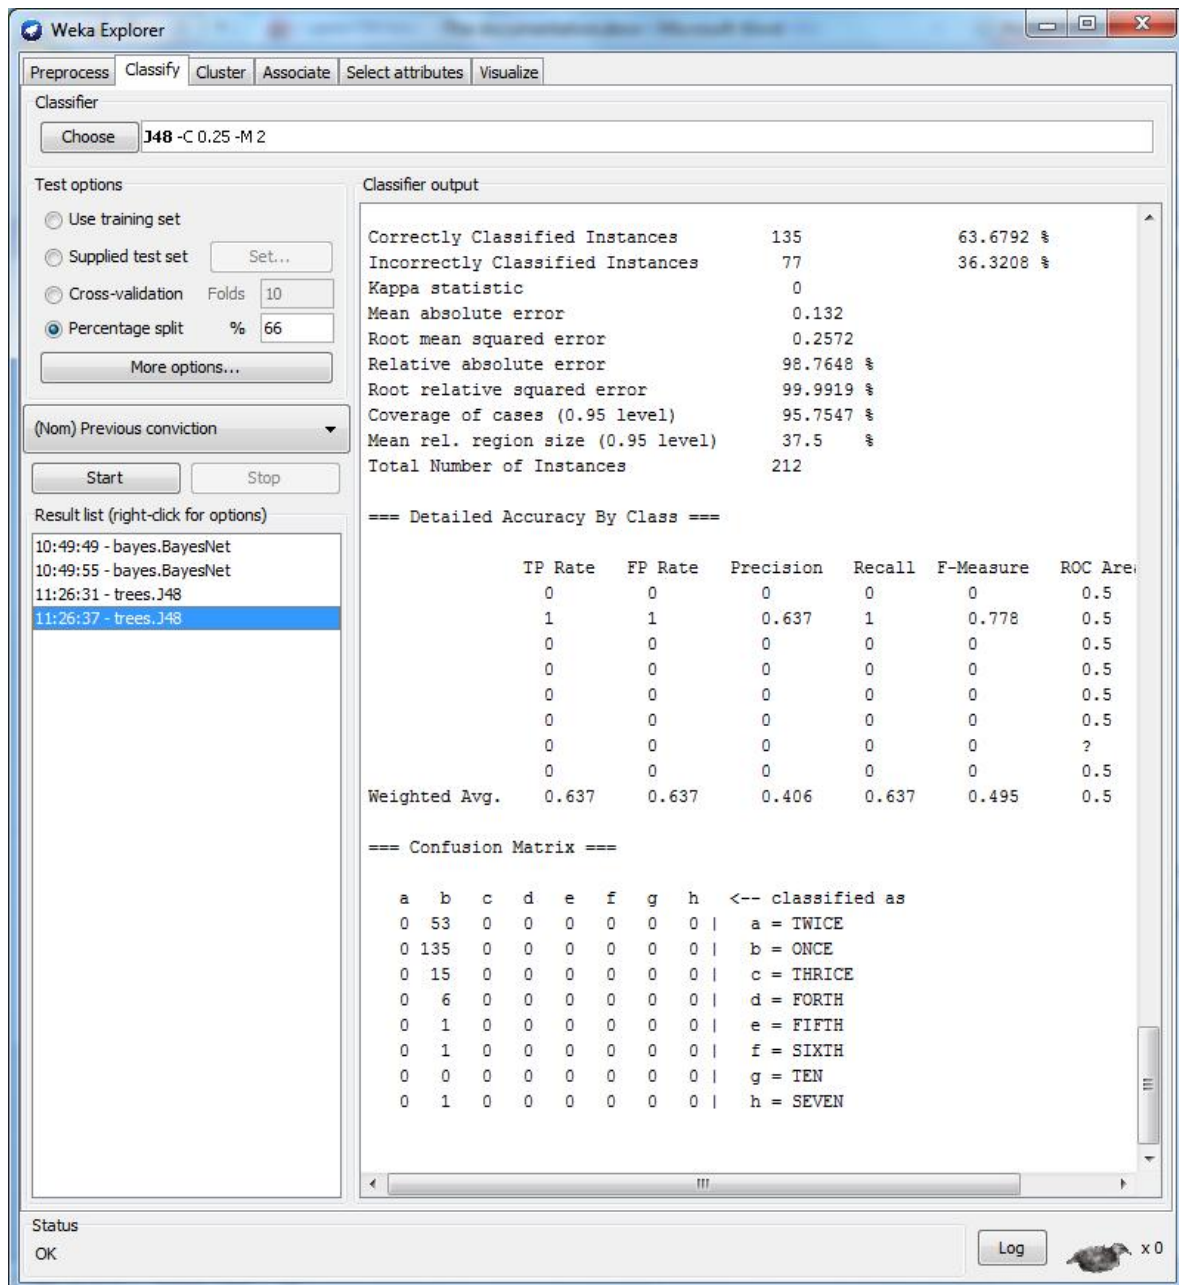 Weka Explorer
Preprocess Classify Cluster Associate Select attributes Visualize
Classifier
Choose J48 -C 0.25 -M 2
Test options
Use training set
Supplied test set Set...
Cross-validation Folds 10
Percentage split % 66
More options...
(Nom) Previous conviction
Start Stop
Result list (right-click for options)
10:49:49 - bayes.BayesNet
10:49:55 - bayes.BayesNet
11:26:31 - trees.J48
11:26:37 - trees.J48
Classifier output
Correctly Classified Instances 135 63.6792 %
Incorrectly Classified Instances 77 36.3208 %
Kappa statistic 0
Mean absolute error 0.132
Root mean squared error 0.2572
Relative absolute error 98.7648 %
Root relative squared error 99.9919 %
Coverage of cases (0.95 level) 95.7547 %
Mean rel. region size (0.95 level) 37.5 %
Total Number of Instances 212
=== Detailed Accuracy By Class ===
TP Rate FP Rate Precision Recall F-Measure ROC Area
0 0 0 0 0 0.5
1 1 0.637 1 0.778 0.5
0 0 0 0 0 0.5
0 0 0 0 0 0.5
0 0 0 0 0 0.5
0 0 0 0 0 0.5
0 0 0 0 0 ?
0 0 0 0 0 0.5
Weighted Avg. 0.637 0.637 0.406 0.637 0.495 0.5
=== Confusion Matrix ===
a b c d e f g h <-- classified as
0 53 0 0 0 0 0 0 | a = TWICE
0 135 0 0 0 0 0 0 | b = ONCE
0 15 0 0 0 0 0 0 | c = THRICE
0 6 0 0 0 0 0 0 | d = FORTH
0 1 0 0 0 0 0 0 | e = FIFTH
0 1 0 0 0 0 0 0 | f = SIXTH
0 0 0 0 0 0 0 0 | g = TEN
0 1 0 0 0 0 0 0 | h = SEVEN
Status
OK
Log x 0